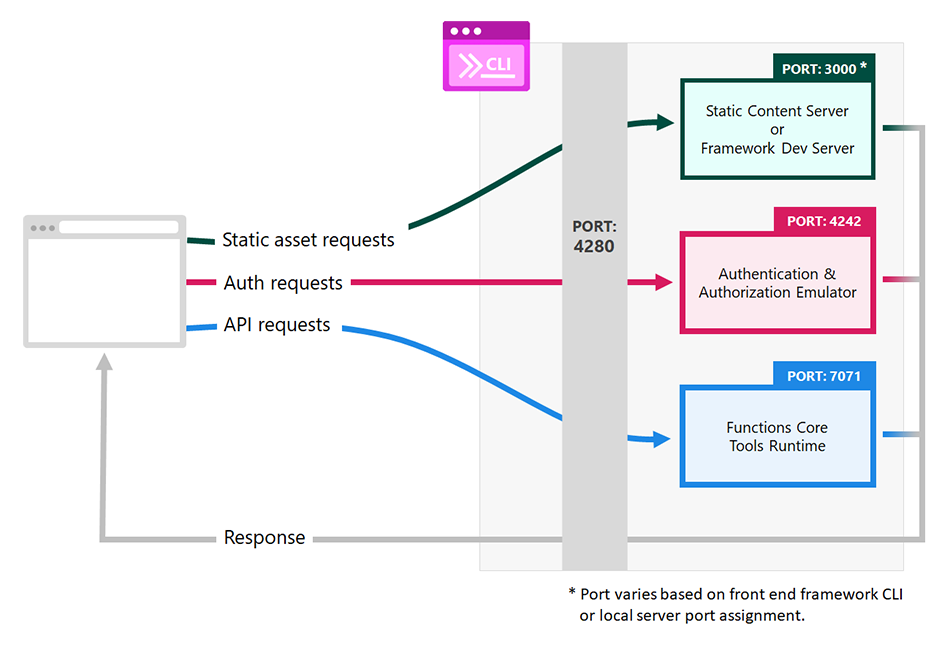 CLI
PORT: 3000 *
Static Content Server
or
Framework Dev Server
PORT: 4280
PORT: 4242
Static asset requests
Auth requests
Authentication &
Authorization Emulator
API requests
PORT: 7071
Functions Core
Tools Runtime
Response
* Port varies based on front end framework CLI
or local server port assignment.